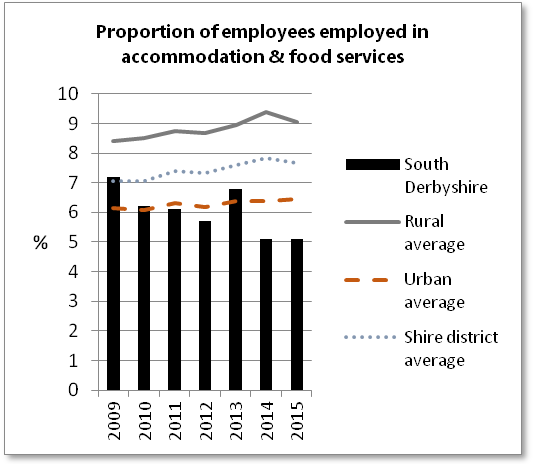 Proportion of employees employed in
accommodation & food services
10
9
8
7
6
5
4
3
2
1
0
%
2009
2010
2011
2012
2013
2014
2015
South
Derbyshire
Rural
average
Urban
average
Shire district
average